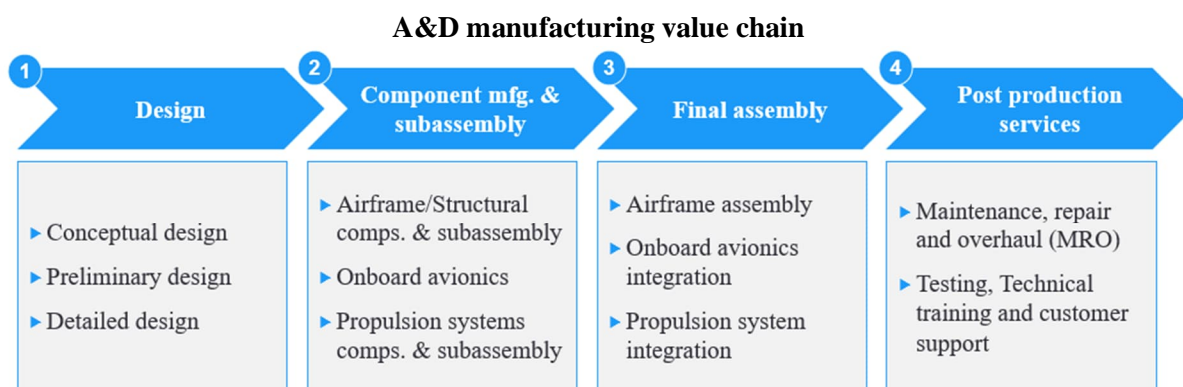 A&D manufacturing value chain
1
Design
Conceptual design
Preliminary design
Detailed design
2
Component mfg. &
subassembly
Airframe/Structural
comps. & subassembly
Onboard avionics
Propulsion systems
comps. & subassembly
3
Final assembly
Airframe assembly
Onboard avionics
integration
Propulsion system
integration
4
Post production
services
Maintenance, repair
and overhaul (MRO)
Testing, Technical
training and customer
support